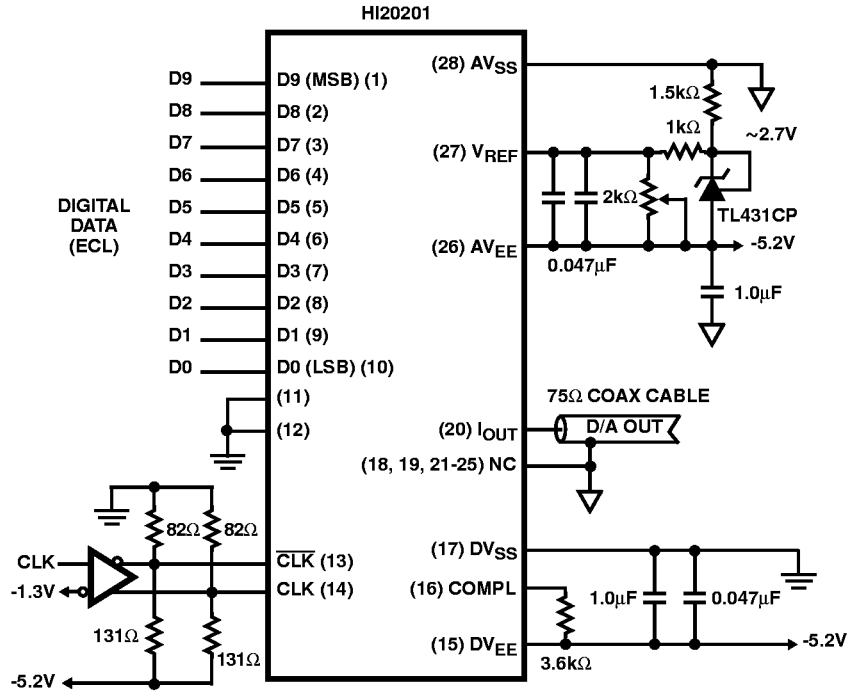 HI20201
D9
D9 (MSB) (1)
D8
D8 (2)
D7
D7 (3)
D6
D6 (4)
D5
D5 (5)
D4
D4 (6)
D3
D3 (7)
D2
D2 (8)
D1
D1 (9)
D0
D0 (LSB) (10)
DIGITAL
DATA
(ECL)
(11)
(12)
82Ω
82Ω
CLK
-1.3V
CLK (13)
CLK (14)
131Ω
131Ω
-5.2V
(28) AVSS
1.5kΩ
1kΩ
~2.7V
(27) VREF
2kΩ
TL431CP
(26) AVEE
-5.2V
0.047μF
1.0μF
75Ω COAX CABLE
(20) IOUT
D/A OUT
(18, 19, 21-25) NC
(17) DVSS
(16) COMPL
1.0μF
0.047μF
(15) DVEE
-5.2V
3.6kΩ